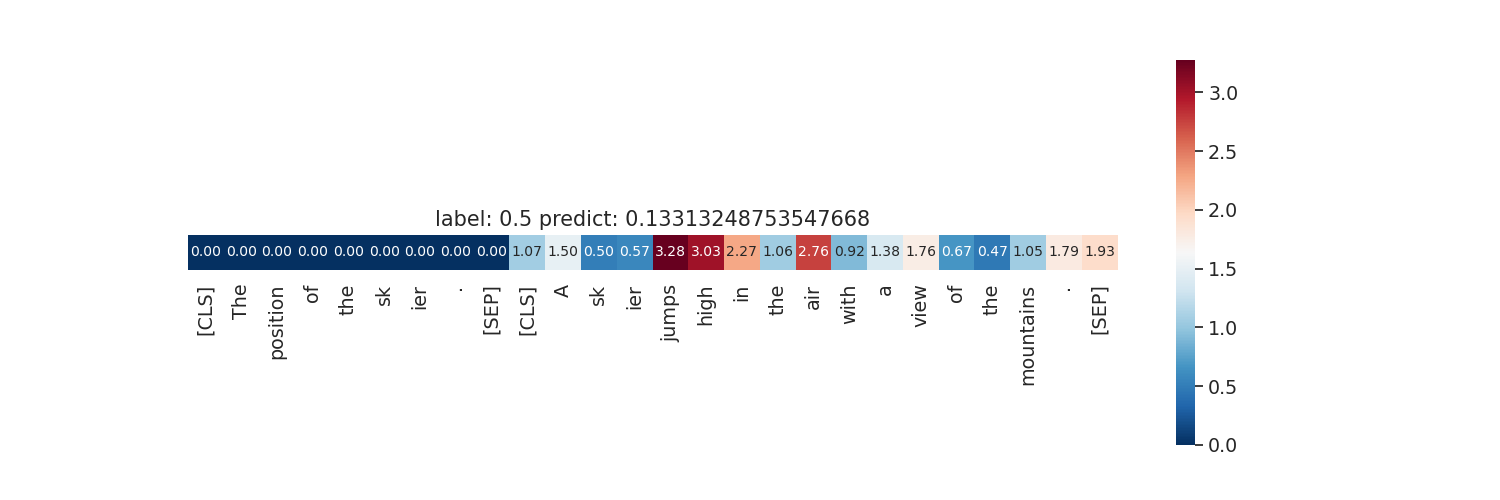 label: 0.5 predict: 0.13313248753547668
0.00 0.00 0.00 0.00 0.00 0.00 0.00 0.00 0.00 1.07 1.50 0.50 0.57 3.28 3.03 2.27 1.06 2.76 0.92 1.38 1.76 0.67 0.47 1.05 1.79 1.93
[CLS] The position of the sk ier . [SEP] [CLS] A sk ier jumps high in the air with a view of the mountains . [SEP]
3.0
2.5
2.0
1.5
1.0
0.5
0.0